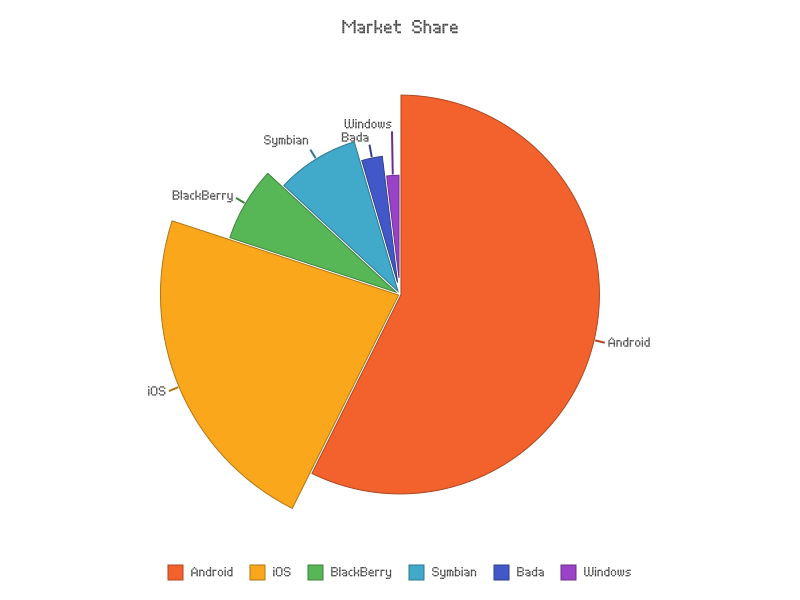 Market Share
Windows
Bada
Symbian
BlackBerry
Android
iOS
Android iOS BlackBerry Symbian Bada Windows